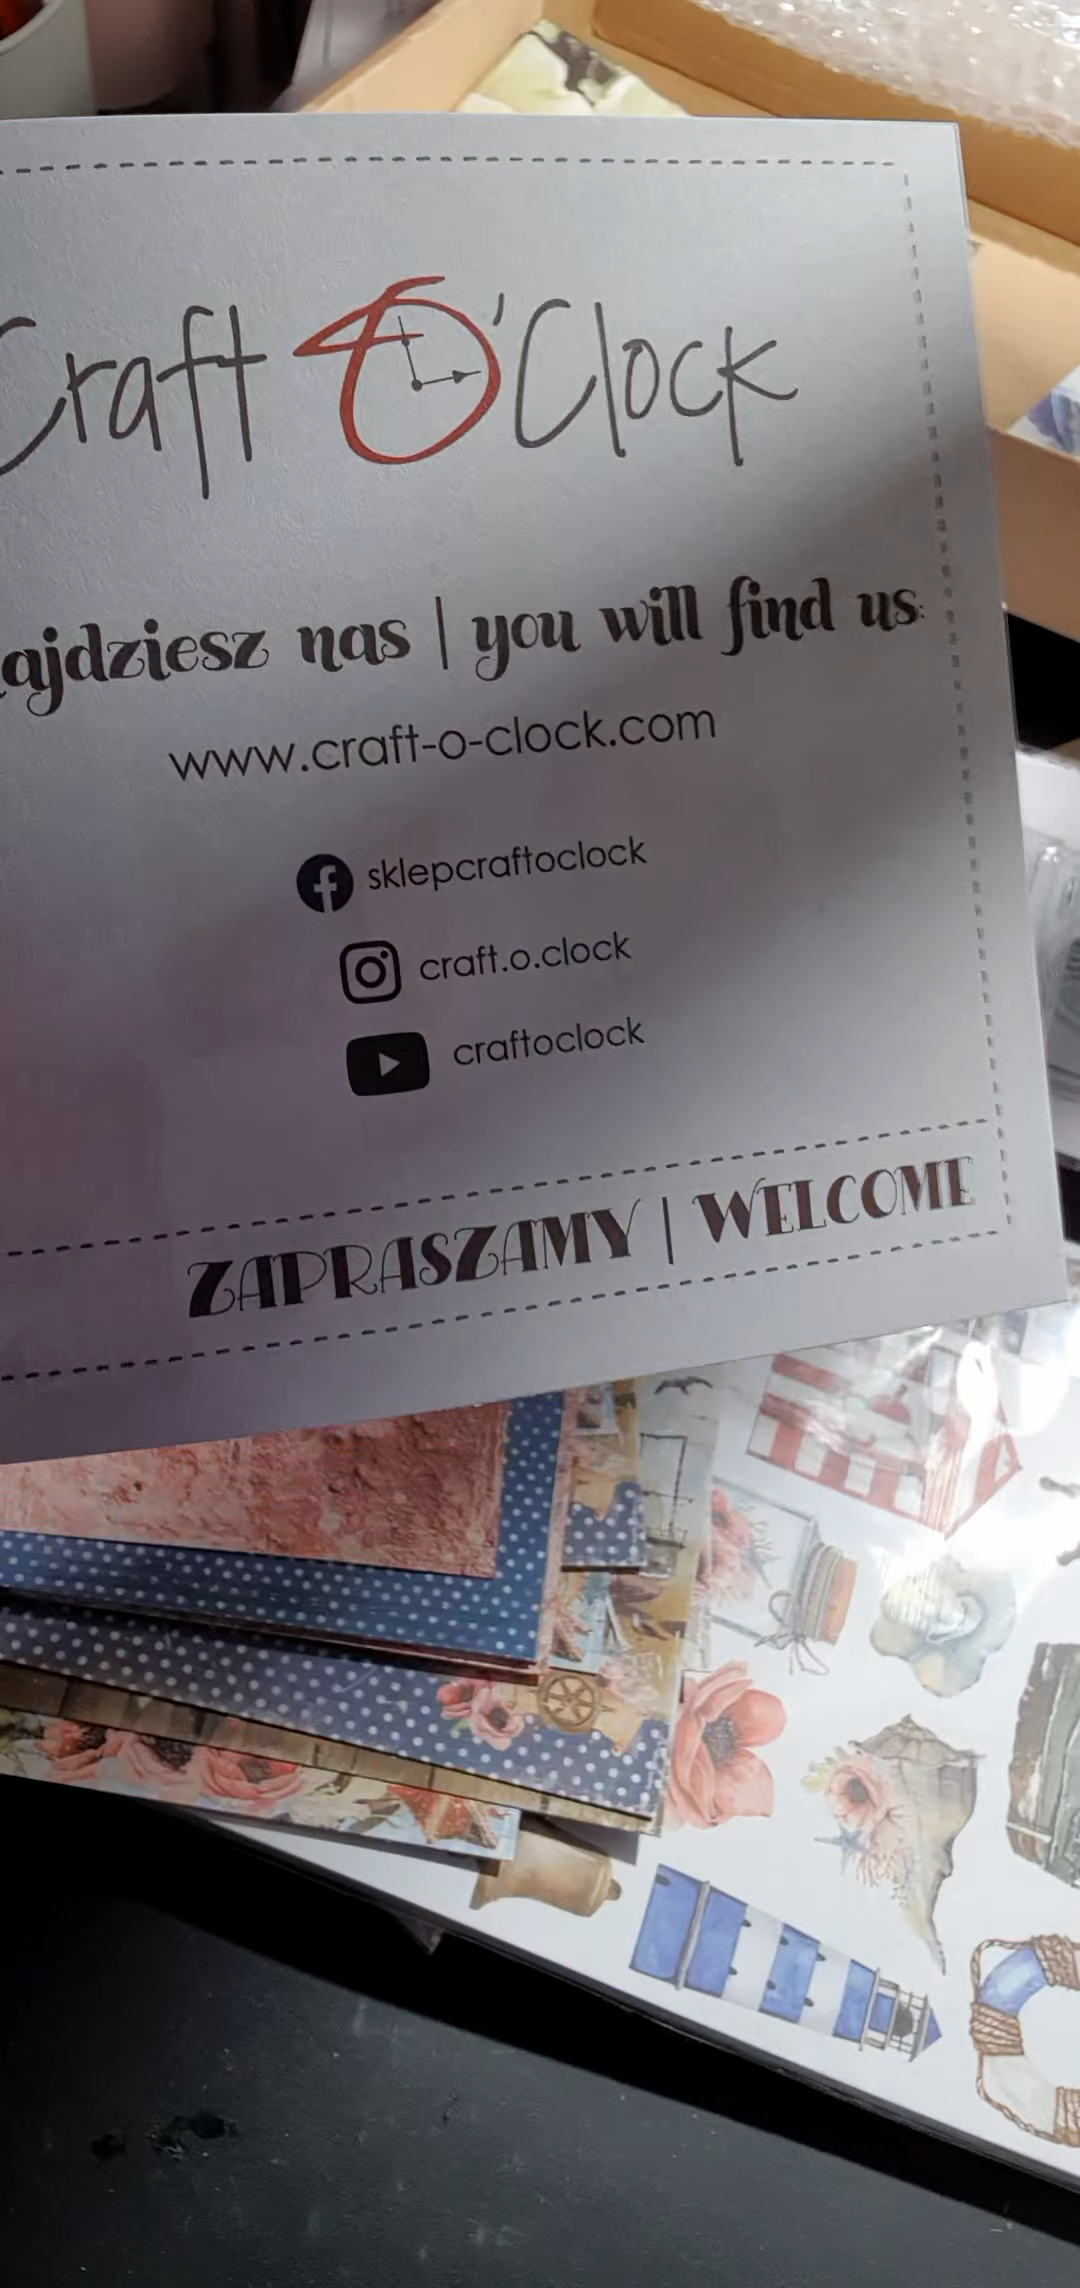 Craft O'Clock
ajdziesz nas | you will find us:
www.craft-o-clock.com
sklepcraftoclock
craft.o.clock
craftoclock
ZAPRASZAMY | WELCOME